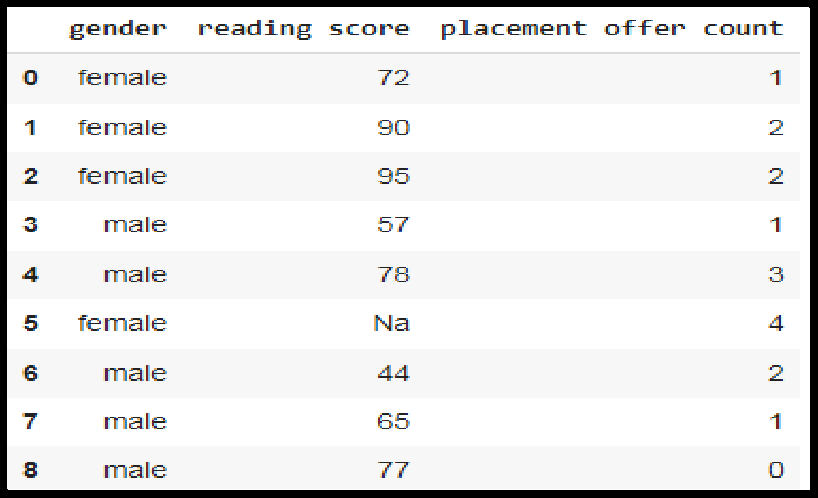 gender reading score placement offer count
0 female 72 1
1 female 90 2
2 female 95 2
3 male 57 1
4 male 78 3
5 female Na 4
6 male 44 2
7 male 65 1
8 male 77 0